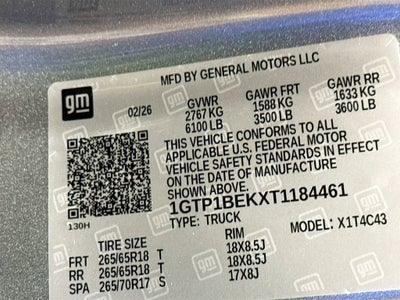 MFD BY GENERAL MOTORS LLC
gm
02/26
GVWR GAWR FRT GAWR RR
2767 KG 1588 KG 1633 KG
6100 LB 3500 LB 3600 LB
THIS VEHICLE CONFORMS TO ALL
APPLICABLE U.S. FEDERAL MOTOR
VEHICLE SAFETY STANDARDS IN EFFECT
ON THE DATE OF MANUFACTURE
SHOWN ABOVE.
1GTP1BEKXT1184461
130H
TYPE: TRUCK MODEL: X1T4C43
TIRE SIZE RIM
FRT 265/65R18 T 18X8.5J
RR 265/65R18 T 18X8.5J
265/70R17 S 17X8J